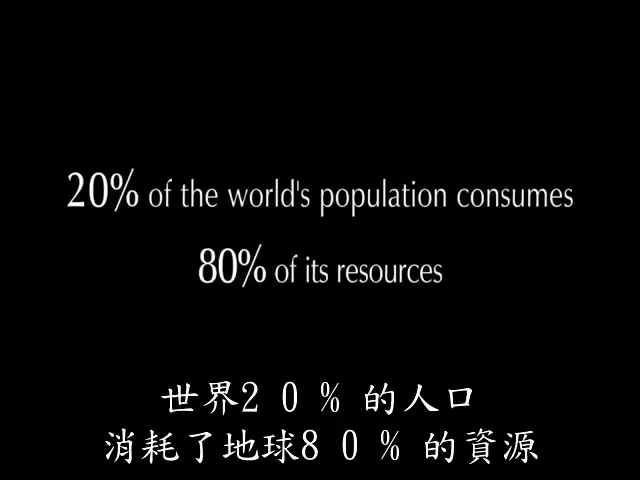 20% of the world's population consumes
80% of its resources
世界2 0 % 的人口
消耗了地球8 0 % 的資源